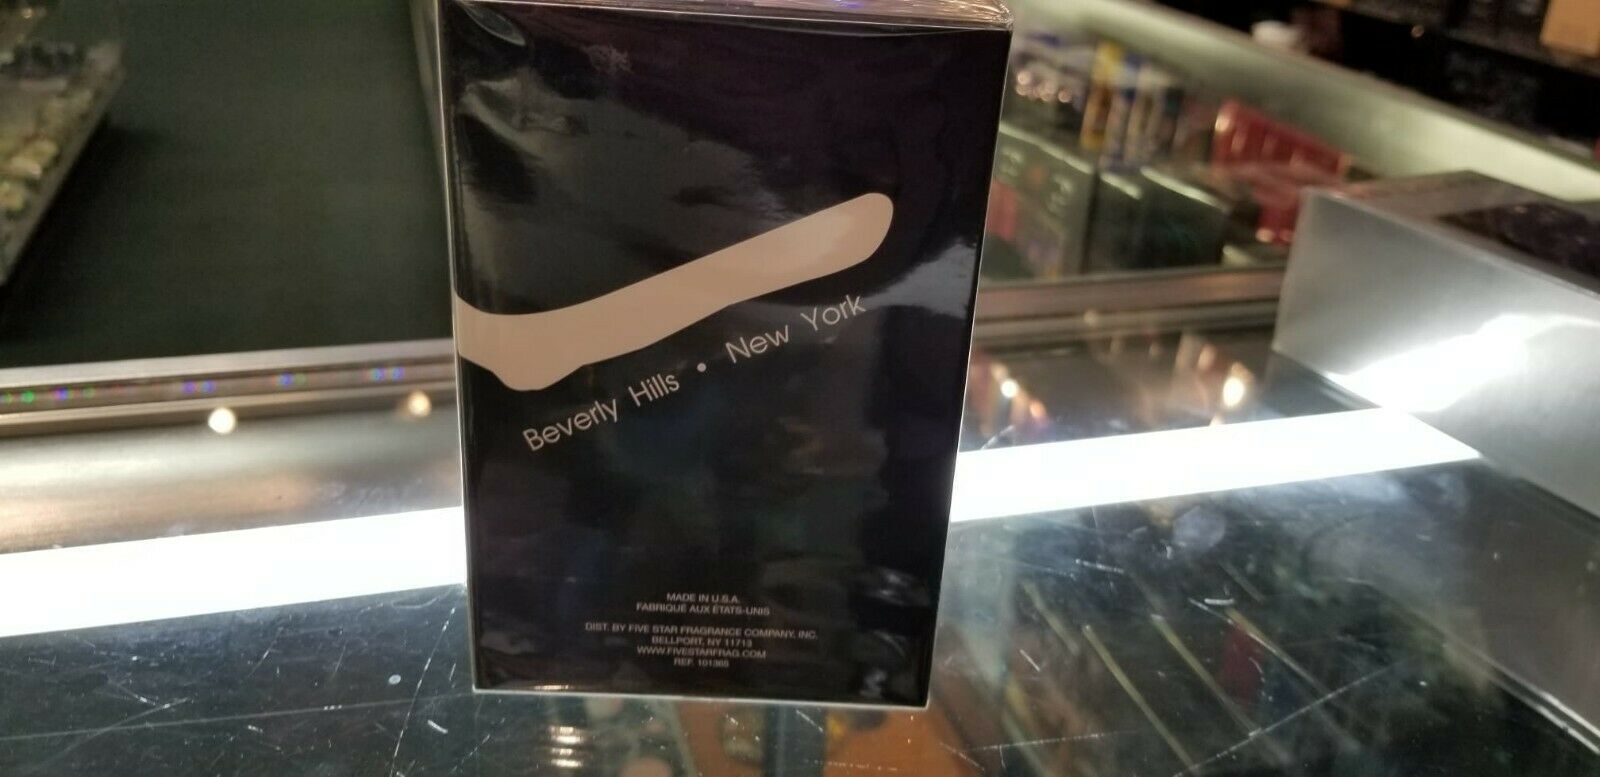 Beverly Hills • New York
MADE IN U.S.A.
FABRIQUÉ AUX ÉTATS-UNIS
DIST. BY FIVE STAR FRAGRANCE COMPANY, INC.
BELLPORT, NY 11713
WWW.FIVESTARFRAG.COM
REF. 101365